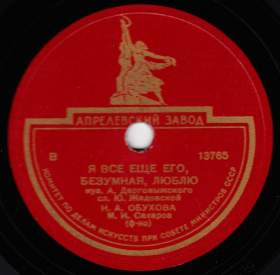 АПРЕЛЕВСКИЙ ЗАВОД
В 13765
Я ВСЕ ЕЩЕ ЕГО,
БЕЗУМНАЯ, ЛЮБЛЮ
муз. А. Даргомыжского
сл. Ю. Жадовской
Н. А. ОБУХОВА
М. И. Сахаров
(ф-но)
КОМИТЕТ ПО ДЕЛАМ ИСКУССТВ ПРИ СОВЕТЕ МИНИСТРОВ СССР